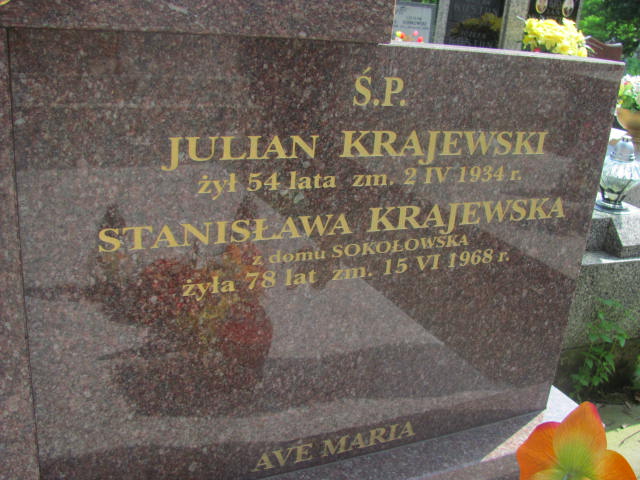 Ś.P.
JULIAN KRAJEWSKI
żył 54 lata zm. 2 IV 1934 r.
STANISŁAWA KRAJEWSKA
z domu SOKOŁOWSKA
żyła 78 lat zm. 15 VI 1968 r.
AVE MARIA